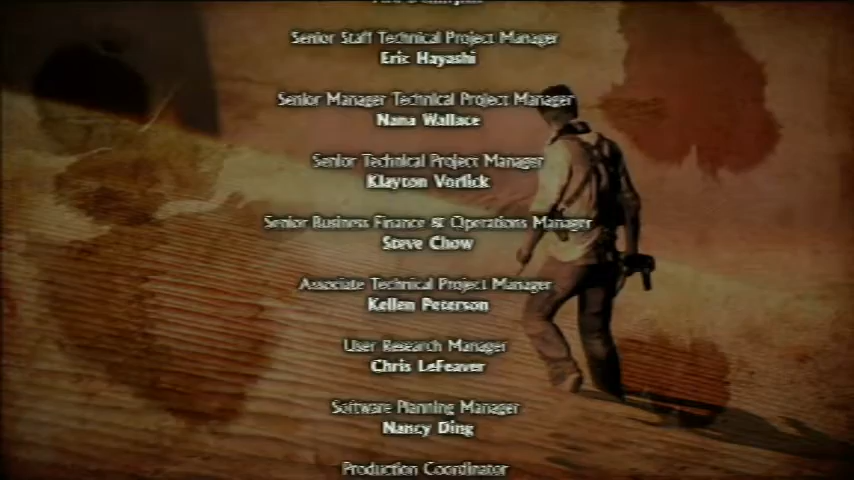 Senior Staff Technical Project Manager
Eric Hayashi
Senior Manager Technical Project Manager
Nana Wallace
Senior Technical Project Manager
Klayton Vorlick
Senior Business Finance & Operations Manager
Steve Chow
Associate Technical Project Manager
Kellen Peterson
User Research Manager
Chris LeFeaver
Software Planning Manager
Nancy Ding
Production Coordinator